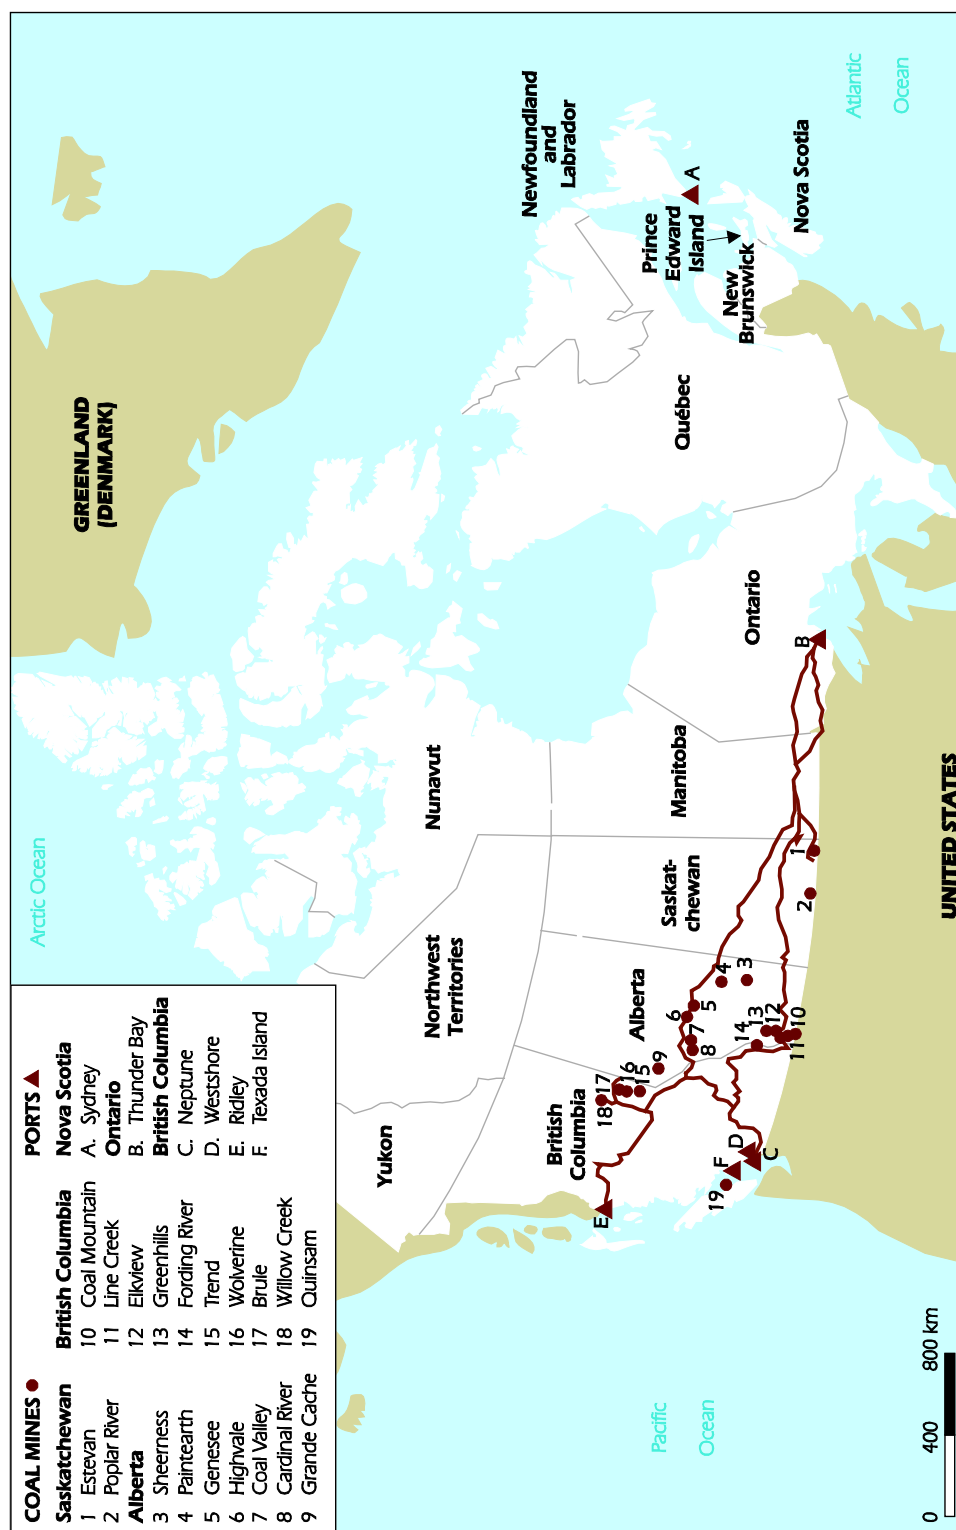 COAL MINES
Saskatchewan
1 Estevan
2 Poplar River
Alberta
3 Sheerness
4 Paintearth
5 Genesee
6 Highvale
7 Coal Valley
8 Cardinal River
9 Grande Cache
British Columbia
10 Coal Mountain
11 Line Creek
12 Elkview
13 Greenhills
14 Fording River
15 Trend
16 Wolverine
17 Brule
18 Willow Creek
19 Quinsam
PORTS
Nova Scotia
A. Sydney
Ontario
B. Thunder Bay
British Columbia
C. Neptune
D. Westshore
E. Ridley
F. Texada Island
Arctic Ocean
GREENLAND
(DENMARK)
Yukon
Northwest
Territories
Nunavut
British
Columbia
Alberta
Saskat-
chewan
Manitoba
Ontario
Québec
Newfoundland
and
Labrador
Prince
Edward
Island
New
Brunswick
Nova Scotia
Atlantic
Ocean
Pacific
Ocean
UNITED STATES
E
18
17
16
15
9
6
7
8
5
4
3
14
13
12
11
10
19
F
D
C
2
1
B
A
0 400 800 km